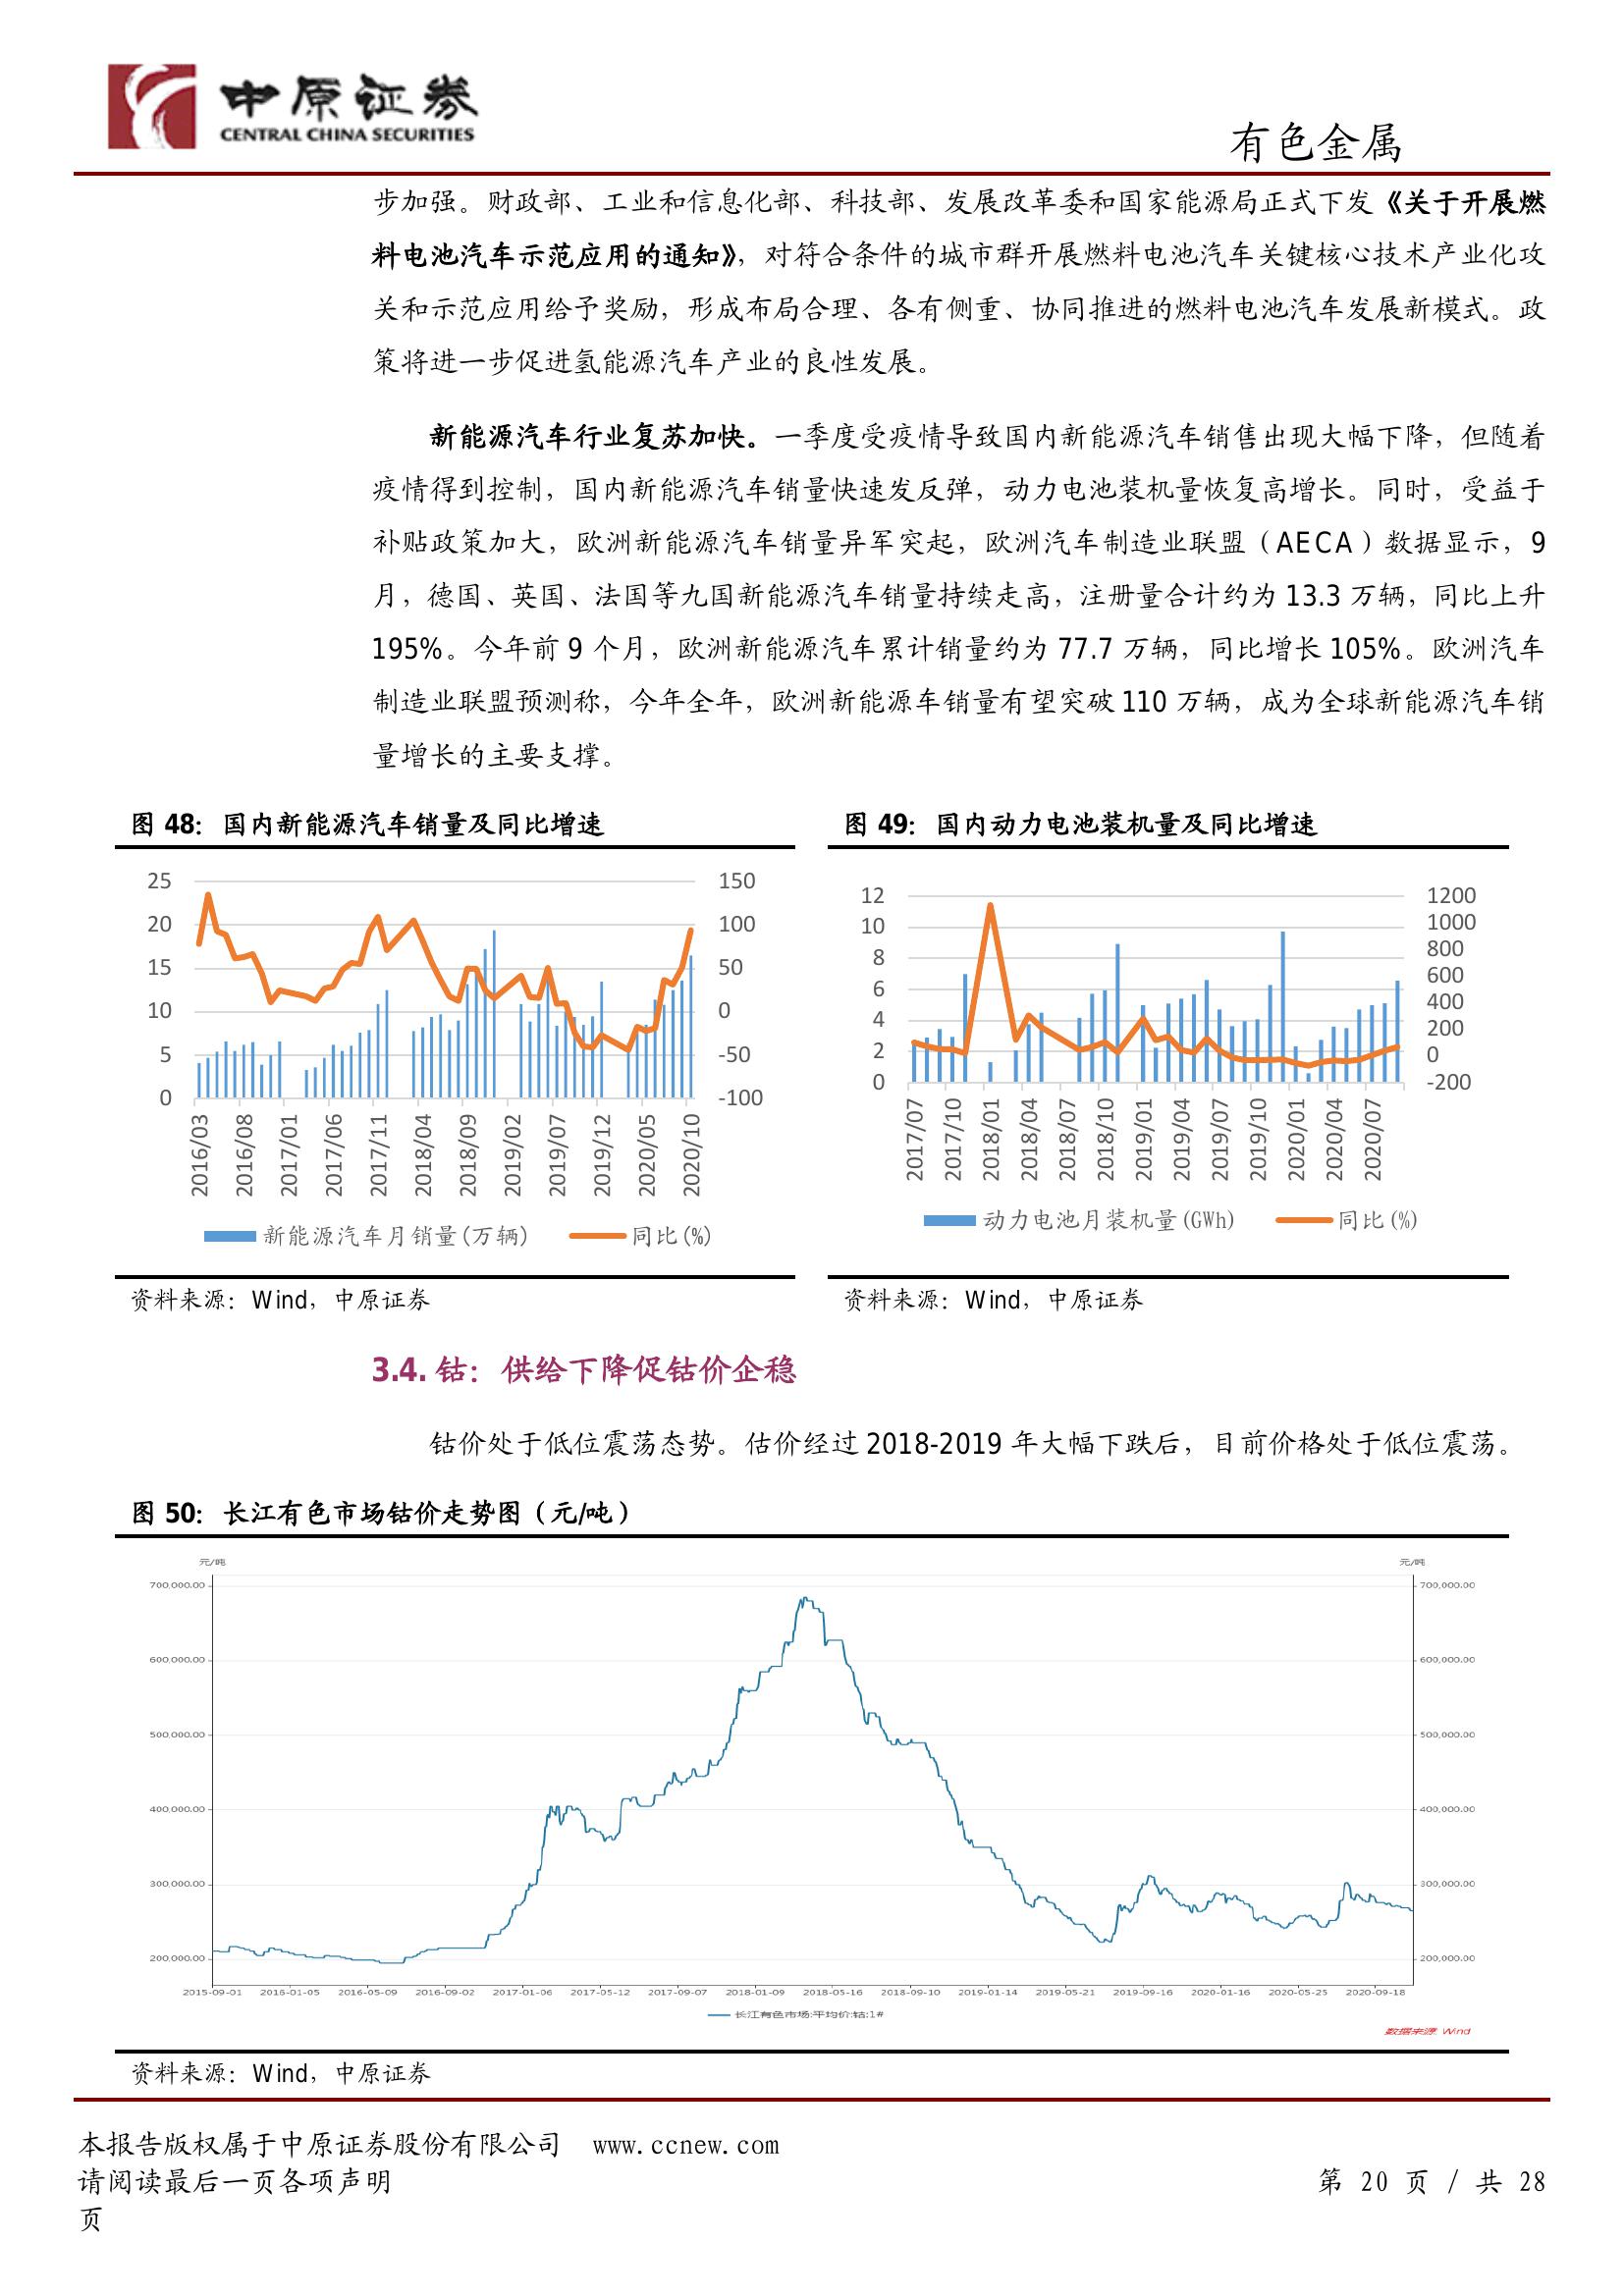 中原证券
CENTRAL CHINA SECURITIES
有色金属
步加强。财政部、工业和信息化部、科技部、发展改革委和国家能源局正式下发《关于开展燃
料电池汽车示范应用的通知》，对符合条件的城市群开展燃料电池汽车关键核心技术产业化攻
关和示范应用给予奖励，形成布局合理、各有侧重、协同推进的燃料电池汽车发展新模式。政
策将进一步促进氢能源汽车产业的良性发展。
新能源汽车行业复苏加快。一季度受疫情导致国内新能源汽车销售出现大幅下降，但随着
疫情得到控制，国内新能源汽车销量快速发反弹，动力电池装机量恢复高增长。同时，受益于
补贴政策加大，欧洲新能源汽车销量异军突起，欧洲汽车制造业联盟（AECA）数据显示，9
月，德国、英国、法国等九国新能源汽车销量持续走高，注册量合计约为 13.3 万辆，同比上升
195%。今年前 9 个月，欧洲新能源汽车累计销量约为 77.7 万辆，同比增长 105%。欧洲汽车
制造业联盟预测称，今年全年，欧洲新能源车销量有望突破 110 万辆，成为全球新能源汽车销
量增长的主要支撑。
图 48：国内新能源汽车销量及同比增速
25
20
15
10
5
0
150
100
50
0
-50
-100
2016/03
2016/08
2017/01
2017/06
2017/11
2018/04
2018/09
2019/02
2019/07
2019/12
2020/05
2020/10
新能源汽车月销量(万辆)
同比(%)
资料来源：Wind，中原证券
图 49：国内动力电池装机量及同比增速
12
10
8
6
4
2
0
1200
1000
800
600
400
200
0
-200
2017/07
2017/10
2018/01
2018/04
2018/07
2018/10
2019/01
2019/04
2019/07
2019/10
2020/01
2020/04
2020/07
动力电池月装机量(GWh)
同比(%)
资料来源：Wind，中原证券
3.4. 钴：供给下降促钴价企稳
钴价处于低位震荡态势。估价经过 2018-2019 年大幅下跌后，目前价格处于低位震荡。
图 50：长江有色市场钴价走势图（元/吨）
元/吨
元/吨
700,000.00
600,000.00
500,000.00
400,000.00
300,000.00
200,000.00
700,000.00
600,000.00
500,000.00
400,000.00
300,000.00
200,000.00
2015-09-01
2016-01-05
2016-05-09
2016-09-02
2017-01-06
2017-05-12
2017-09-07
2018-01-09
2018-05-16
2018-09-10
2019-01-14
2019-05-21
2019-09-16
2020-01-16
2020-05-25
2020-09-18
长江有色市场:平均价:钴:1#
数据来源: Wind
资料来源：Wind，中原证券
本报告版权属于中原证券股份有限公司 www.ccnew.com
请阅读最后一页各项声明
第 20 页 / 共 28
页